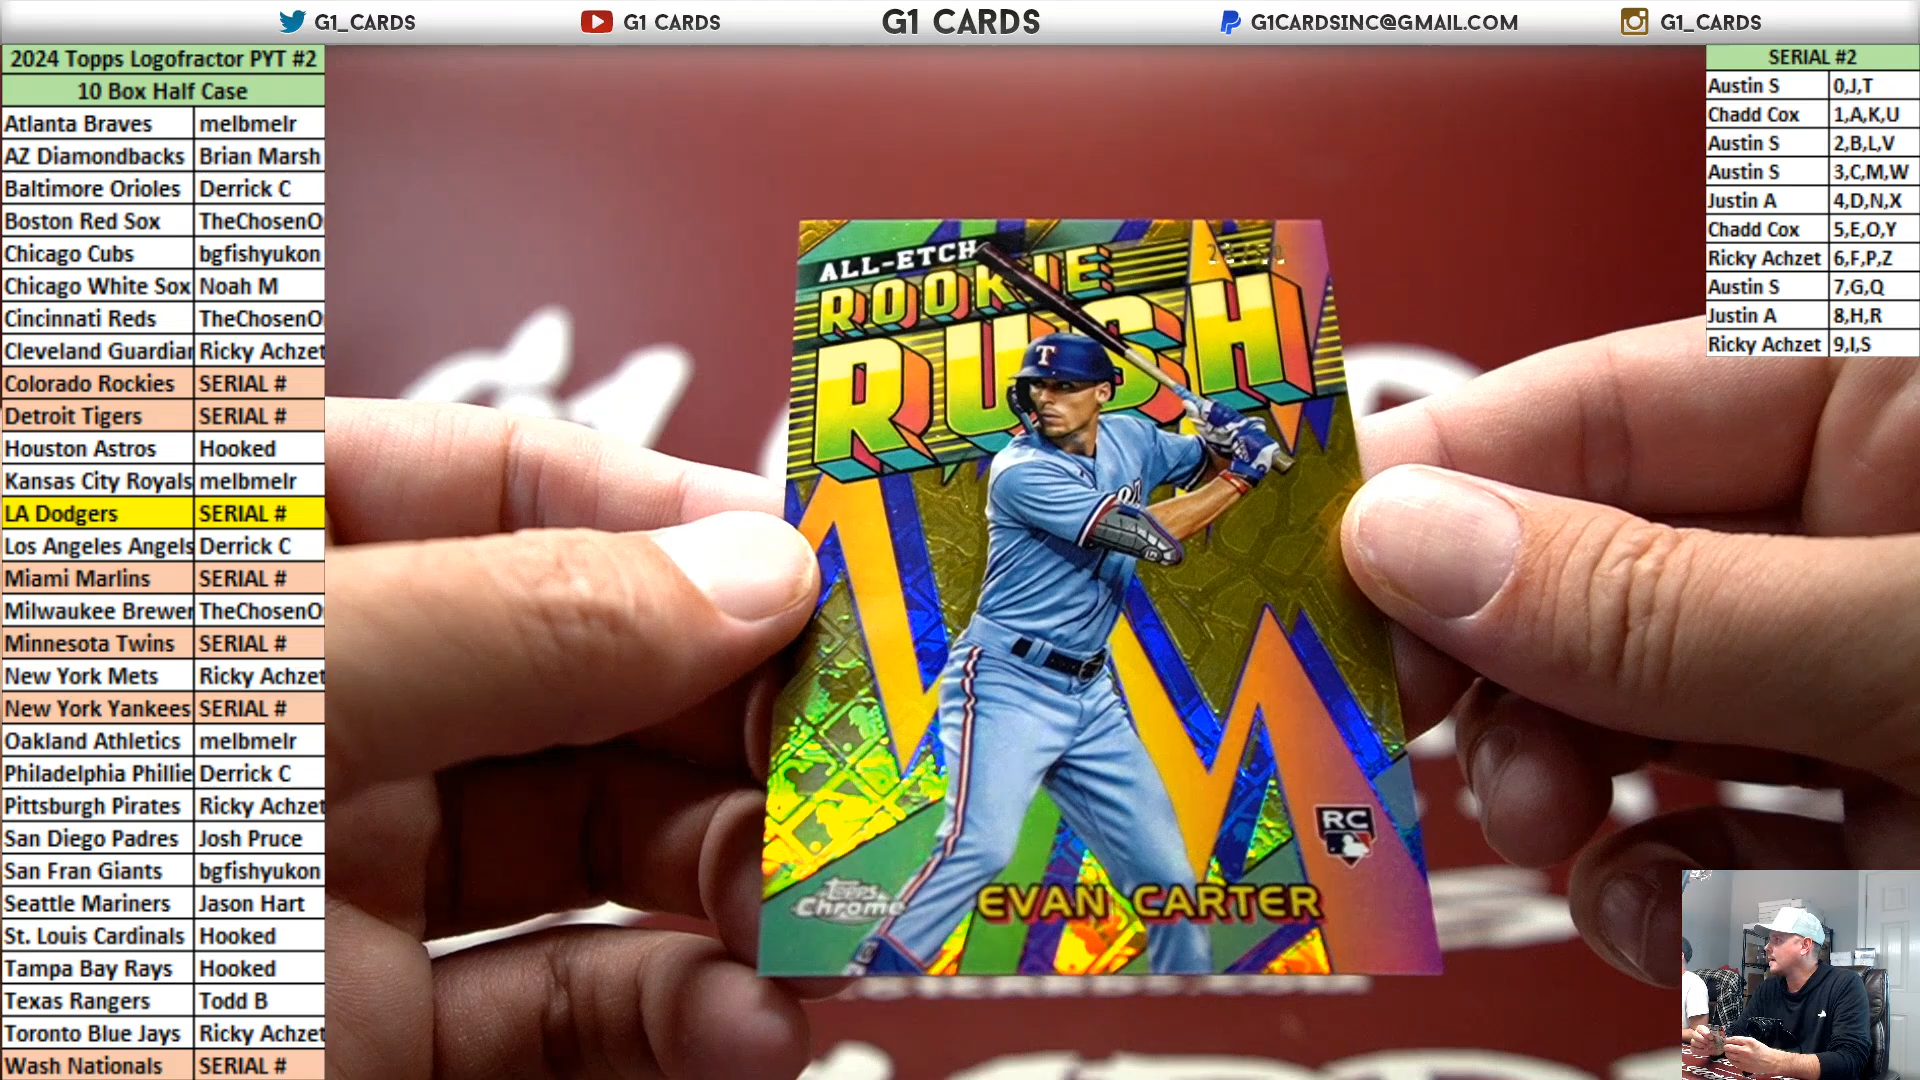 G1_CARDS G1 CARDS G1 CARDS G1CARDSINC@GMAIL.COM G1_CARDS
2024 Topps Logofractor PYT #2
10 Box Half Case
Atlanta Braves melbmelr
AZ Diamondbacks Brian Marsh
Baltimore Orioles Derrick C
Boston Red Sox TheChosenO
Chicago Cubs bgfishyukon
Chicago White Sox Noah M
Cincinnati Reds TheChosenO
Cleveland Guardian Ricky Achzet
Colorado Rockies SERIAL #
Detroit Tigers SERIAL #
Houston Astros Hooked
Kansas City Royals melbmelr
LA Dodgers SERIAL #
Los Angeles Angels Derrick C
Miami Marlins SERIAL #
Milwaukee Brewer TheChosenO
Minnesota Twins SERIAL #
New York Mets Ricky Achzet
New York Yankees SERIAL #
Oakland Athletics melbmelr
Philadelphia Phillie Derrick C
Pittsburgh Pirates Ricky Achzet
San Diego Padres Josh Pruce
San Fran Giants bgfishyukon
Seattle Mariners Jason Hart
St. Louis Cardinals Hooked
Tampa Bay Rays Hooked
Texas Rangers Todd B
Toronto Blue Jays Ricky Achzet
Wash Nationals SERIAL #
ALL-ETCH
ROOKIE
RUSH
T
RC
Topps
Chrome
EVAN CARTER
SERIAL #2
Austin S 0,J,T
Chadd Cox 1,A,K,U
Austin S 2,B,L,V
Austin S 3,C,M,W
Justin A 4,D,N,X
Chadd Cox 5,E,O,Y
Ricky Achzet 6,F,P,Z
Austin S 7,G,Q
Justin A 8,H,R
Ricky Achzet 9,I,S